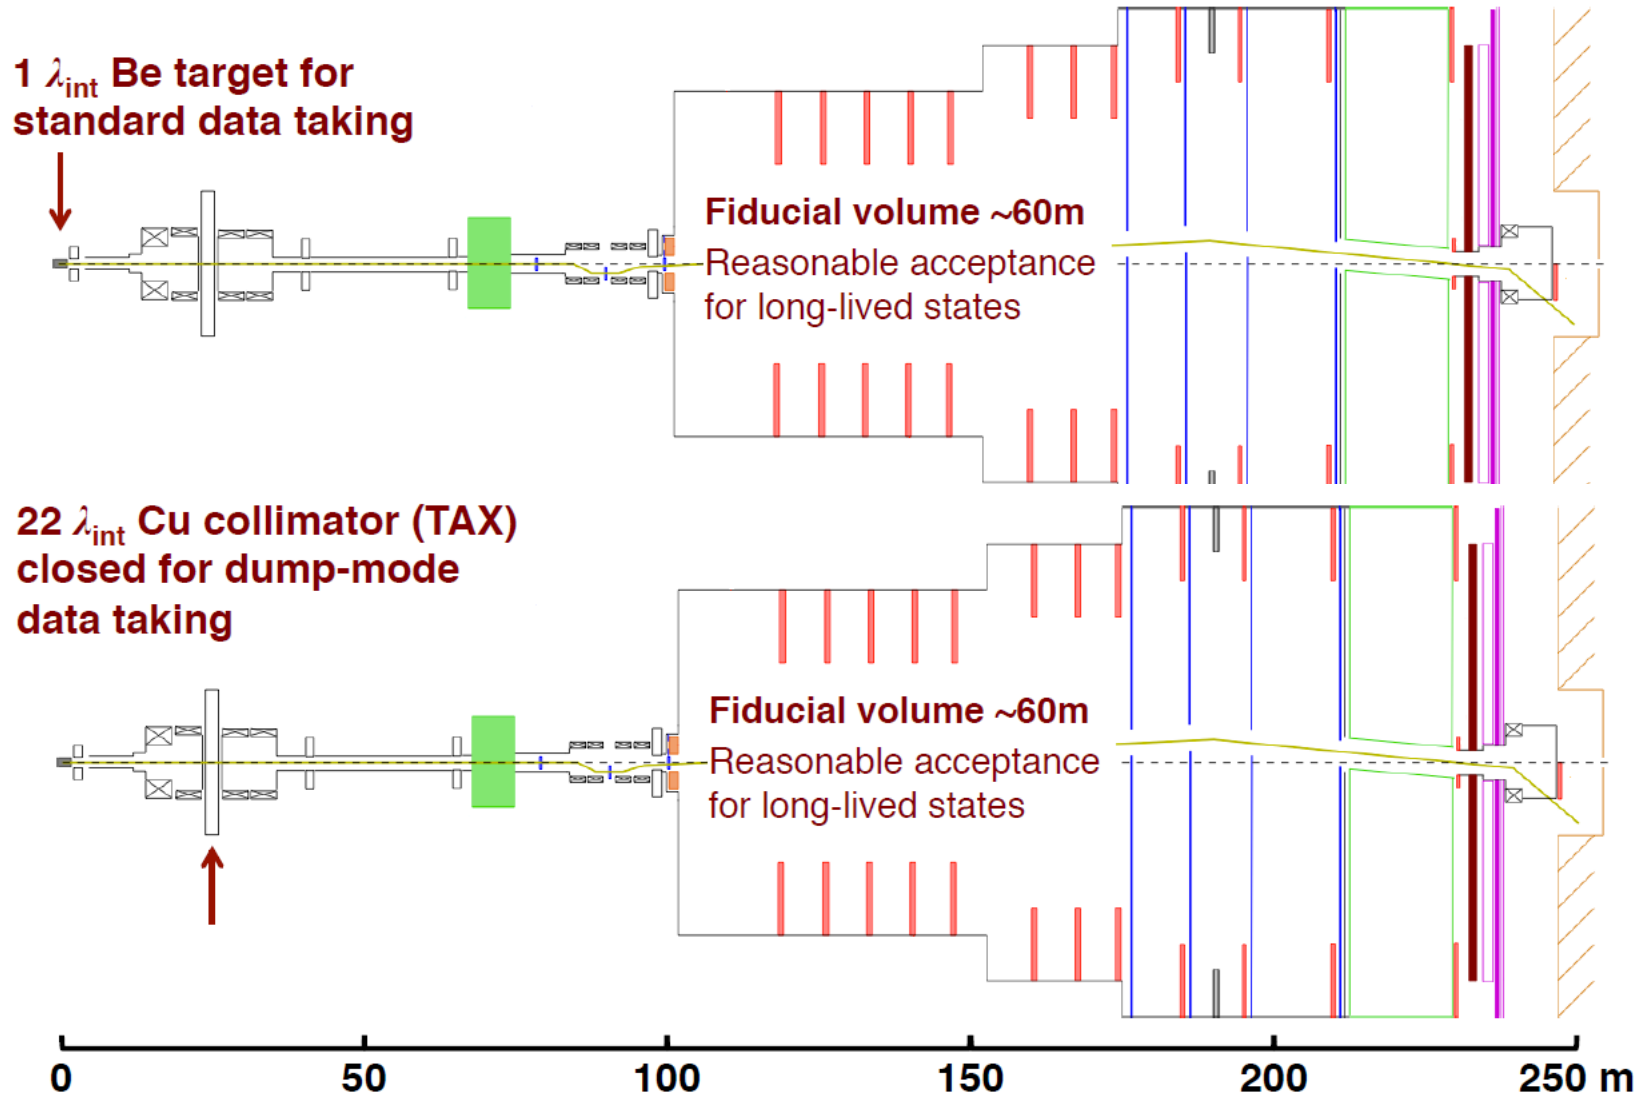 1 λint Be target for
standard data taking
Fiducial volume ~60m
Reasonable acceptance
for long-lived states
22 λint Cu collimator (TAX)
closed for dump-mode
data taking
Fiducial volume ~60m
Reasonable acceptance
for long-lived states
0 50 100 150 200 250 m